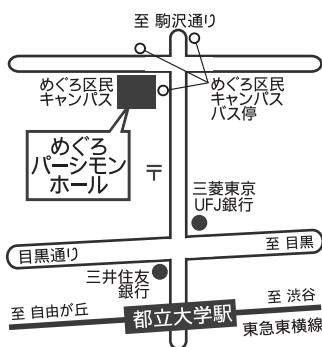 至 駒沢通り
めぐろ区民
キャンパス
めぐろ区民
キャンパス
バス停
めぐろ
パーシモン
ホール
〒
三菱東京
UFJ銀行
目黒通り
至 目黒
三井住友
銀行
都立大学駅
至 自由が丘
至 渋谷
東急東横線